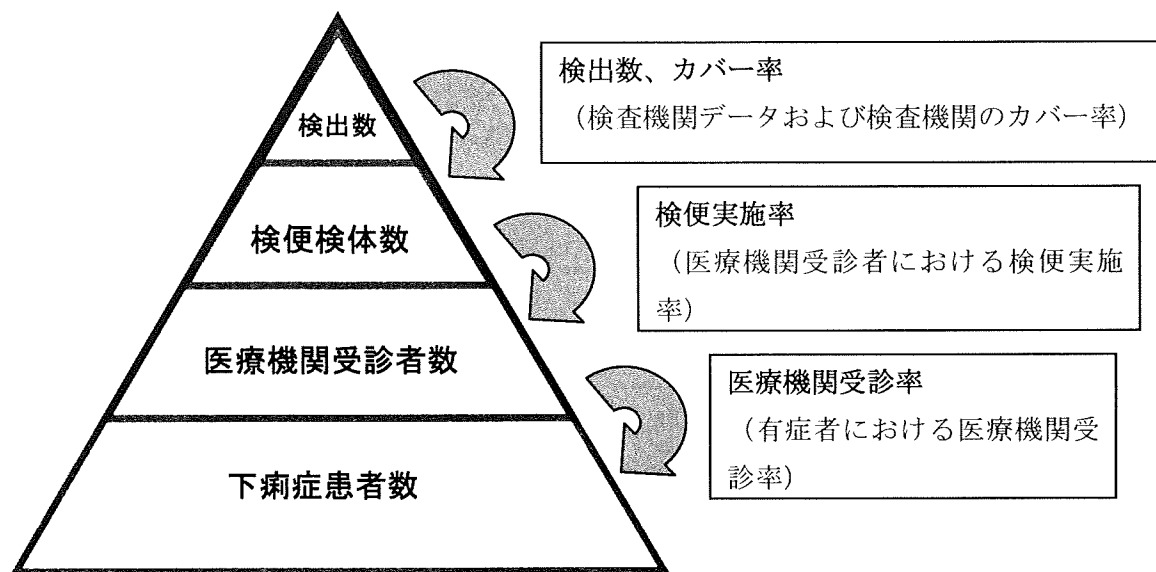 検出数
検便検体数
医療機関受診者数
下痢症患者数
検出数、カバー率
（検査機関データおよび検査機関のカバー率）
検便実施率
（医療機関受診者における検便実施
率）
医療機関受診率
（有症者における医療機関受
診率）